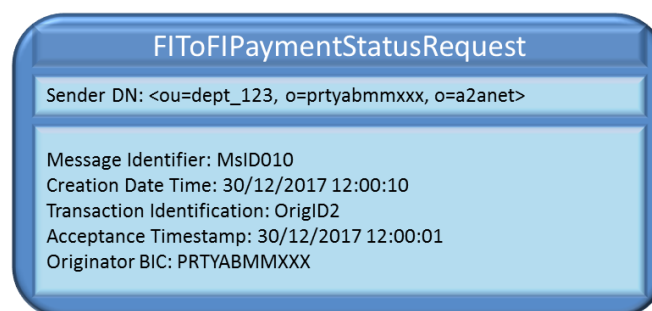 FIToFIPaymentStatusRequest
Sender DN: <ou=dept_123, o=prtyabmmxxx, o=a2anet>
Message Identifier: MsID010
Creation Date Time: 30/12/2017 12:00:10
Transaction Identification: OrigID2
Acceptance Timestamp: 30/12/2017 12:00:01
Originator BIC: PRTYABMMXXX